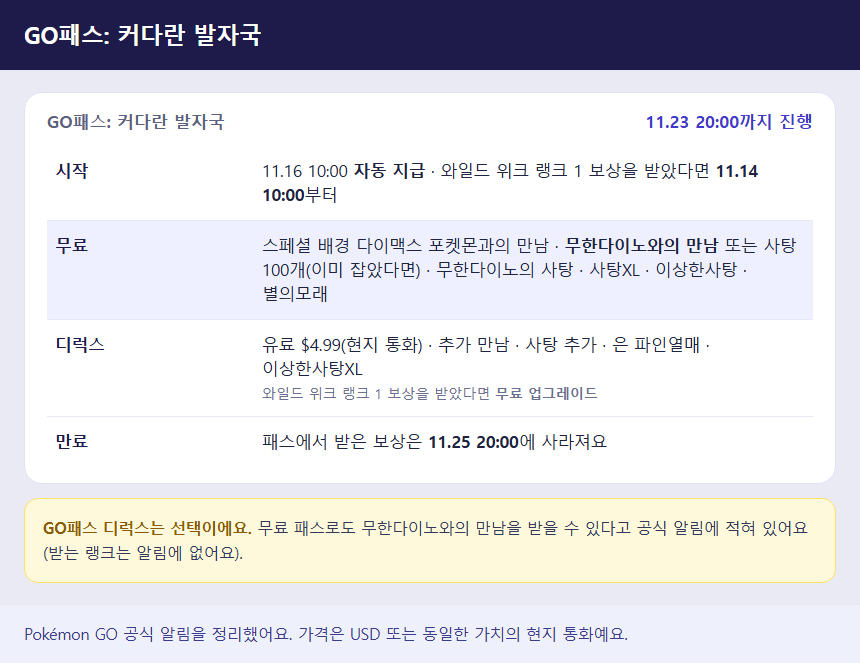 GO패스: 커다란 발자국
GO패스: 커다란 발자국
11.23 20:00까지 진행
시작
11.16 10:00 자동 지급 · 와일드 위크 랭크 1 보상을 받았다면 11.14
10:00부터
무료
스페셜 배경 다이맥스 포켓몬과의 만남 · 무한다이노와의 만남 또는 사탕
100개(이미 잡았다면) · 무한다이노의 사탕 · 사탕XL · 이상한사탕 ·
별의모래
디럭스
유료 $4.99(현지 통화) · 추가 만남 · 사탕 추가 · 은 파인열매 ·
이상한사탕XL
와일드 위크 랭크 1 보상을 받았다면 무료 업그레이드
만료
패스에서 받은 보상은 11.25 20:00에 사라져요
GO패스 디럭스는 선택이에요. 무료 패스로도 무한다이노와의 만남을 받을 수 있다고 공식 알림에 적혀 있어요
(받는 랭크는 알림에 없어요).
Pokémon GO 공식 알림을 정리했어요. 가격은 USD 또는 동일한 가치의 현지 통화예요.